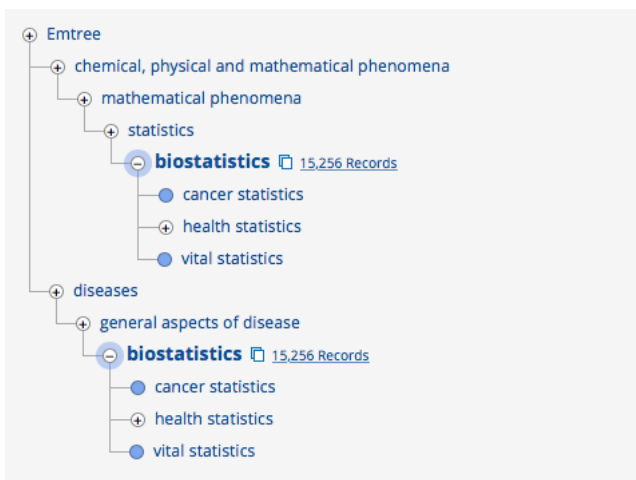 Emtree
chemical, physical and mathematical phenomena
mathematical phenomena
statistics
biostatistics 15,256 Records
cancer statistics
health statistics
vital statistics
diseases
general aspects of disease
biostatistics 15,256 Records
cancer statistics
health statistics
vital statistics